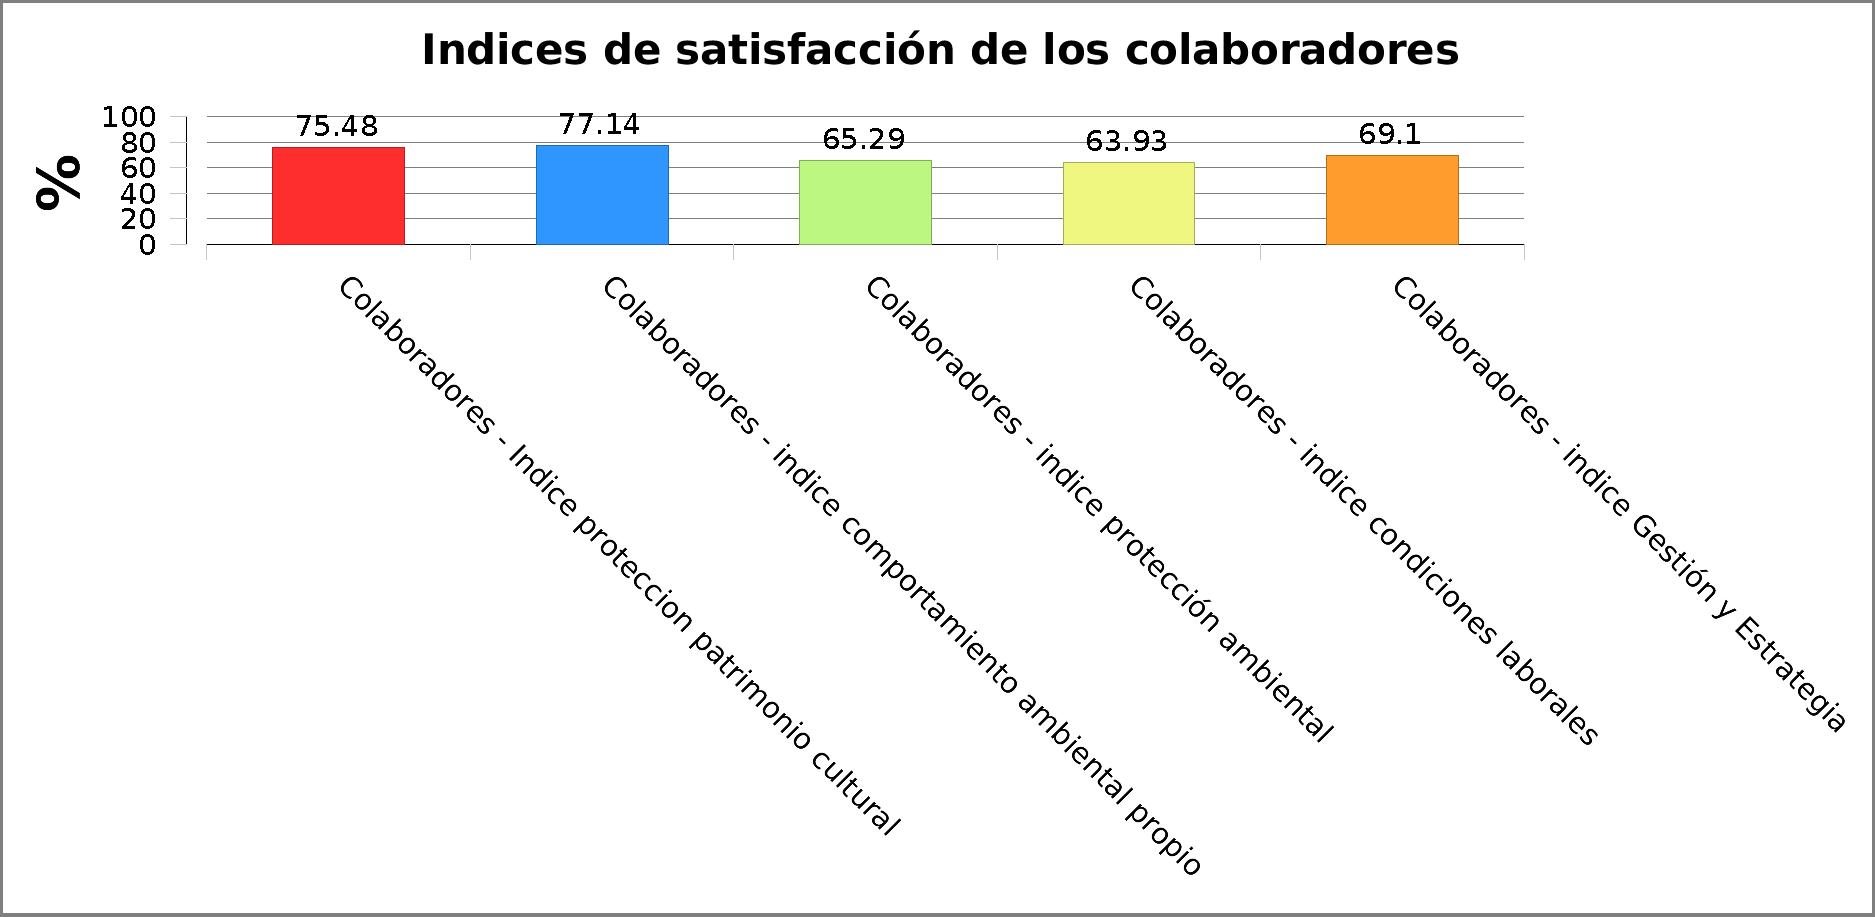 Indices de satisfacción de los colaboradores
%
100
80
60
40
20
0
75.48
77.14
65.29
63.93
69.1
Colaboradores - Indice proteccion patrimonio cultural
Colaboradores - indice comportamiento ambiental propio
Colaboradores - indice protección ambiental
Colaboradores - indice condiciones laborales
Colaboradores - indice Gestión y Estrategia